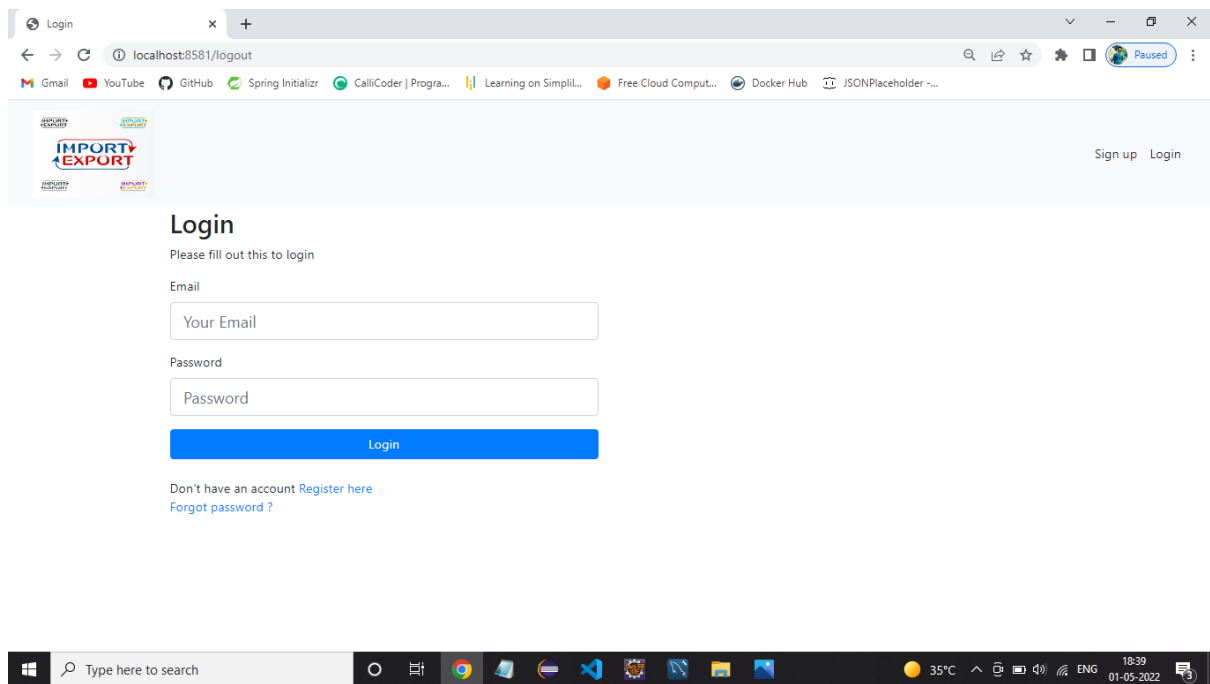 Login
localhost:8581/logout
Paused
Gmail YouTube GitHub Spring Initializr CalliCoder | Progra... Learning on Simplil... Free Cloud Comput... Docker Hub JSONPlaceholder -...
IMPORT
EXPORT
Sign up Login
Login
Please fill out this to login
Email
Your Email
Password
Password
Login
Don't have an account Register here
Forgot password ?
Type here to search
35°C ENG 18:39
01-05-2022
3